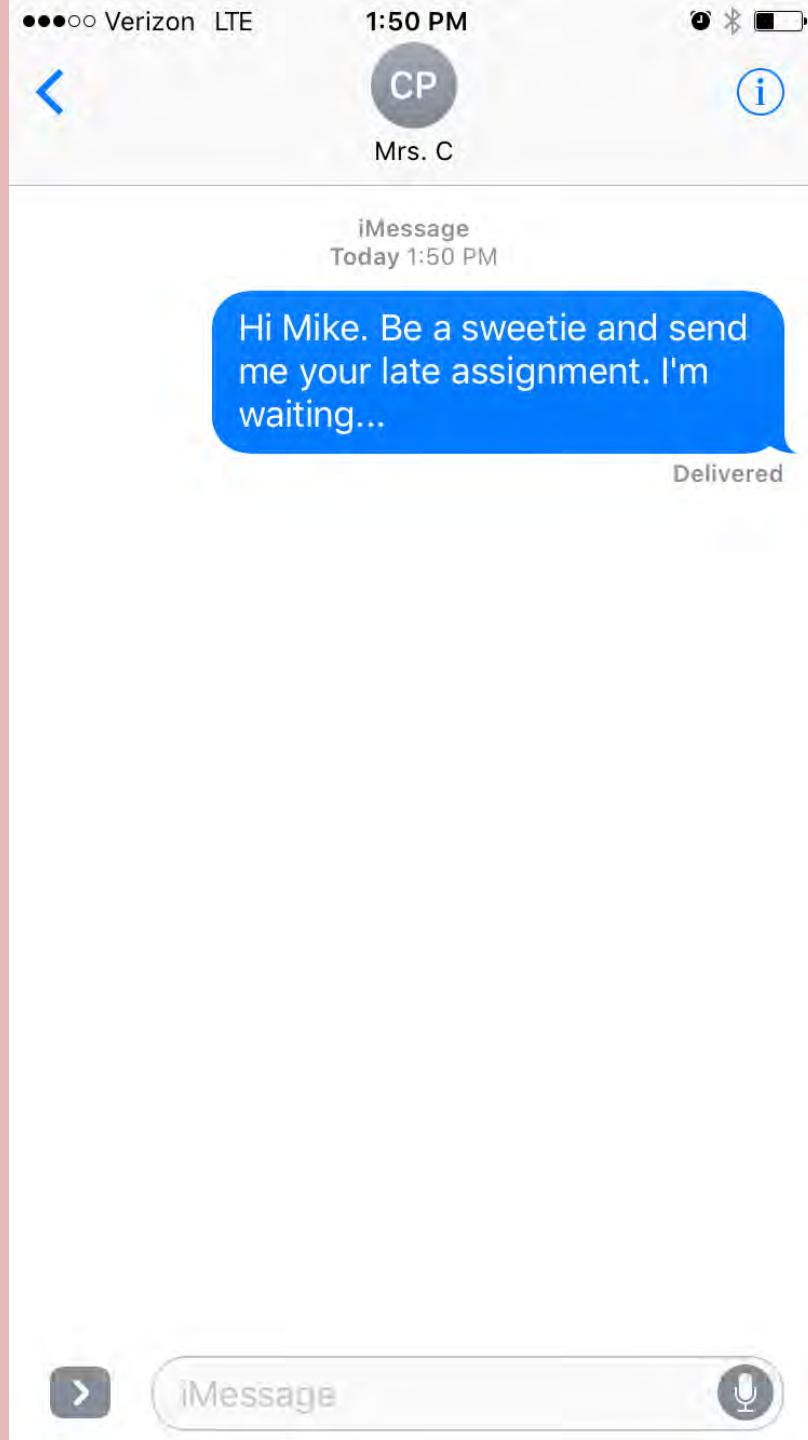 Verizon LTE 1:50 PM
CP
Mrs. C
iMessage
Today 1:50 PM
Hi Mike. Be a sweetie and send
me your late assignment. I'm
waiting...
Delivered
iMessage